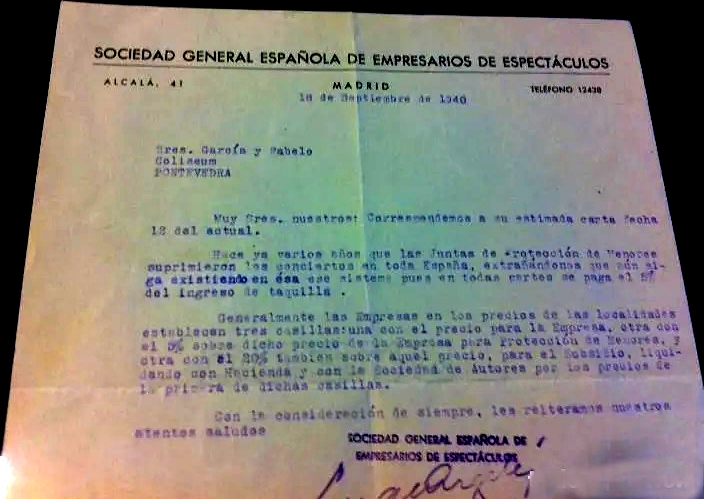 SOCIEDAD GENERAL ESPAÑOLA DE EMPRESARIOS DE ESPECTÁCULOS
ALCALÁ, 41
MADRID
TELÉFONO 12438
18 de Septiembre de 1940
Sres. García y Pabelo
Coliseum
PONTEVEDRA
Muy Sres. nuestros: Correspondemos a su estimada carta fecha
12 del actual.
Hace ya varios años que las Juntas de Protección de Menores
suprimieron los conciertos en toda España, extrañándonos que aún si-
ga existiendo en ésa ese sistema pues en todas partes se paga el 5%
del ingreso de taquilla .
Generalmente las Empresas en los precios de las localidades
establecen tres casillas:una con el precio para la Empresa, otra con
el 5% sobre dicho precio de la Empresa para Protección de Menores, y
otra con el 20% tambien sobre aquel precio, para el Subsidio, liqui-
dando con Hacienda y con la Sociedad de Autores por los precios de
la primera de dichas casillas.
Con la consideración de siempre, les reiteramos nuestros
atentos saludos
SOCIEDAD GENERAL ESPAÑOLA DE
EMPRESARIOS DE ESPECTÁCULOS